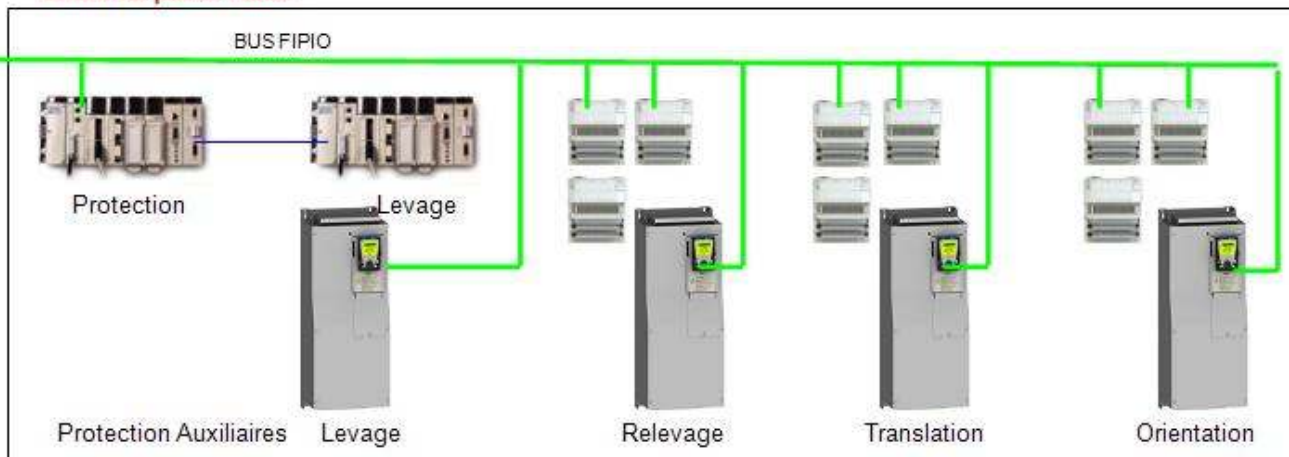 BUS FIPIO
Protection
Levage
Protection Auxiliaires
Levage
Relevage
Translation
Orientation